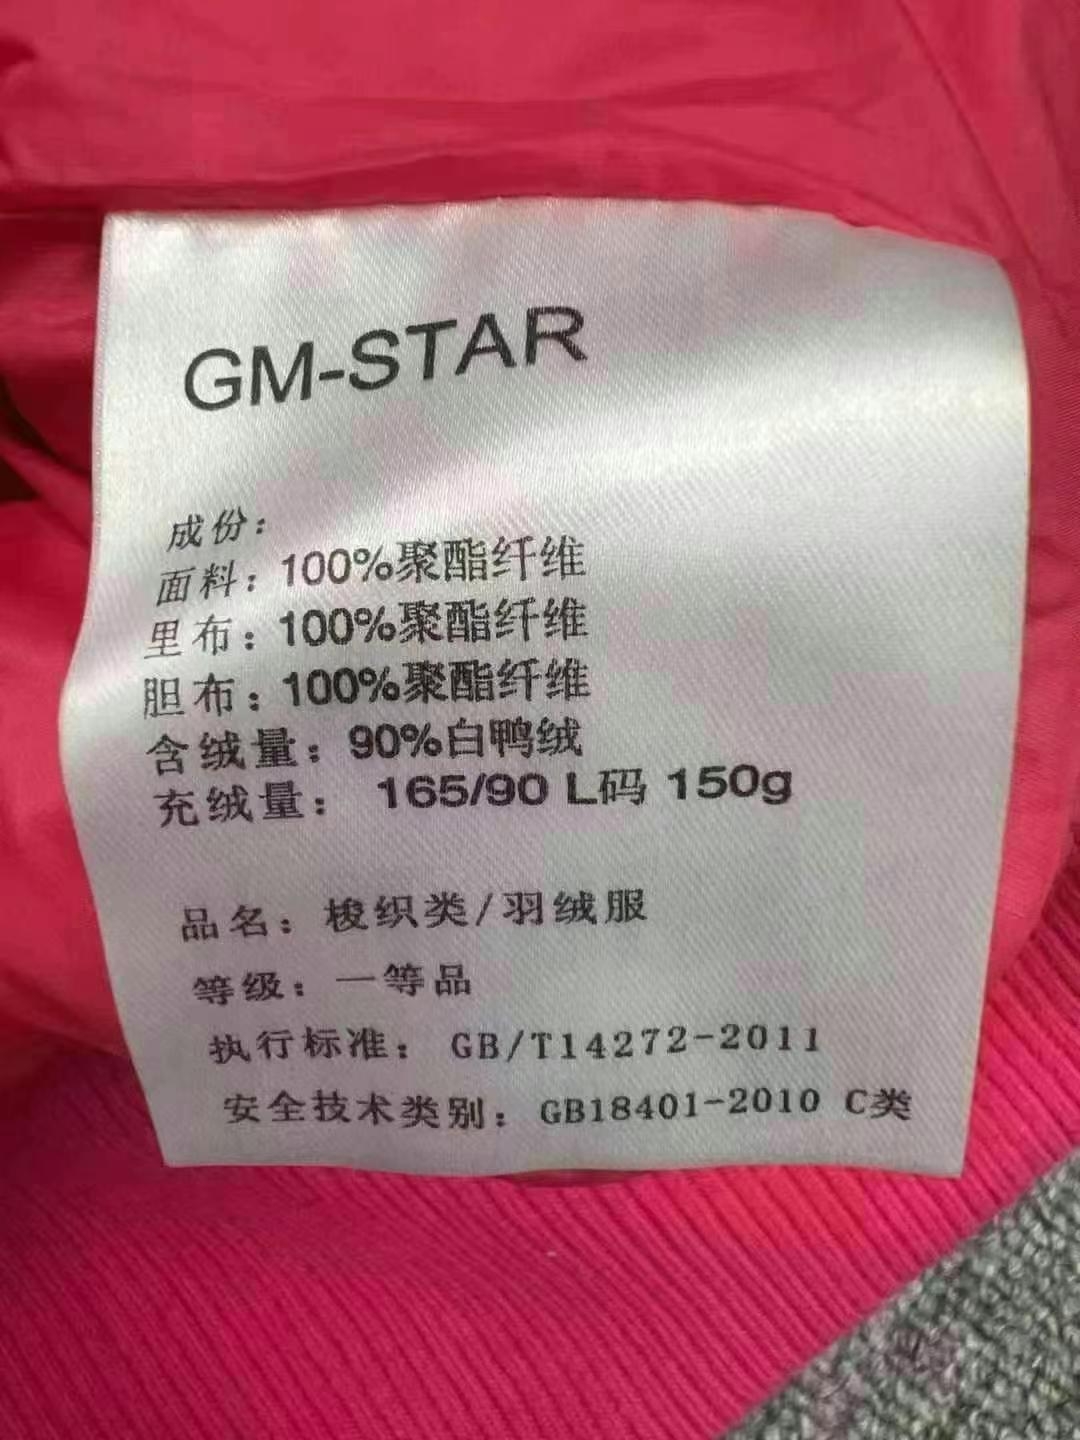 GM-STAR
成份：
面料：100%聚酯纤维
里布：100%聚酯纤维
胆布：100%聚酯纤维
含绒量：90%白鸭绒
充绒量： 165/90 L码 150g
品名：梭织类/羽绒服
等级：一等品
执行标准： GB/T14272-2011
安全技术类别：GB18401-2010 C类